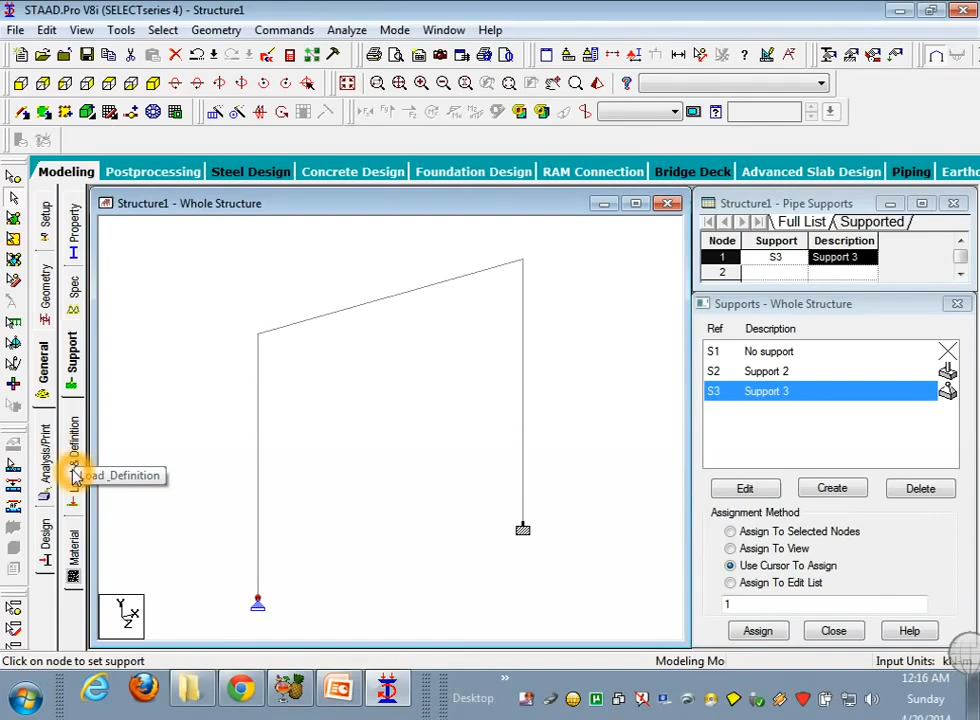 STAAD.Pro V8i (SELECTseries 4) - Structure1
File Edit View Tools Select Geometry Commands Analyze Mode Window Help
Modeling Postprocessing Steel Design Concrete Design Foundation Design RAM Connection Bridge Deck Advanced Slab Design Piping Earth
Setup
Geometry
General
Analysis/Print
Design
Property
Spec
Support
& Definition
Material
Structure1 - Whole Structure
Load _Definition
Y
X
Z
Structure1 - Pipe Supports
Full List Supported
Node Support Description
1 S3 Support 3
2
Supports - Whole Structure
Ref Description
S1 No support
S2 Support 2
S3 Support 3
Edit Create Delete
Assignment Method
Assign To Selected Nodes
Assign To View
Use Cursor To Assign
Assign To Edit List
1
Assign Close Help
Click on node to set support
Modeling Mo
Input Units:
Desktop
12:16 AM
Sunday
4/20/2014